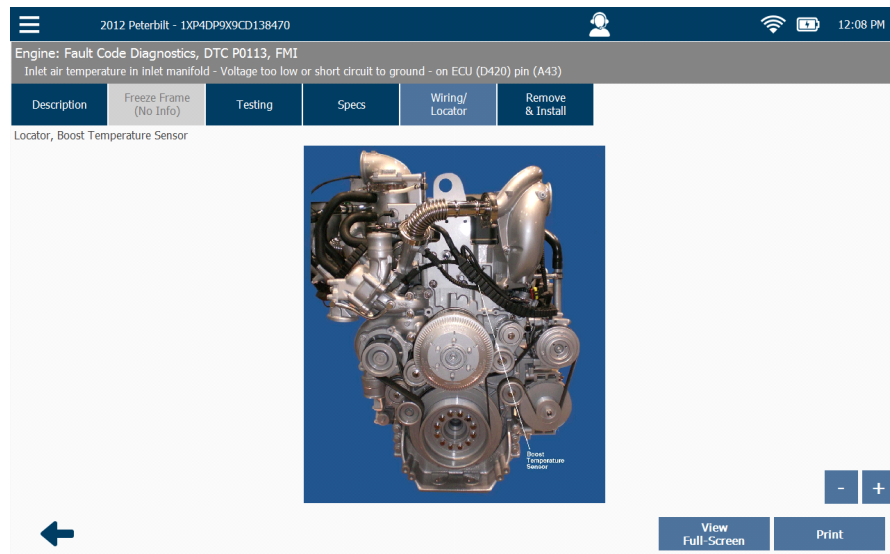 2012 Peterbilt - 1XP4DP9X9CD138470
12:08 PM
Engine: Fault Code Diagnostics, DTC P0113, FMI
Inlet air temperature in inlet manifold - Voltage too low or short circuit to ground - on ECU (D420) pin (A43)
Description
Freeze Frame
(No Info)
Testing
Specs
Wiring/
Locator
Remove
& Install
Locator, Boost Temperature Sensor
Boost
Temperature
Sensor
- +
View
Full-Screen
Print